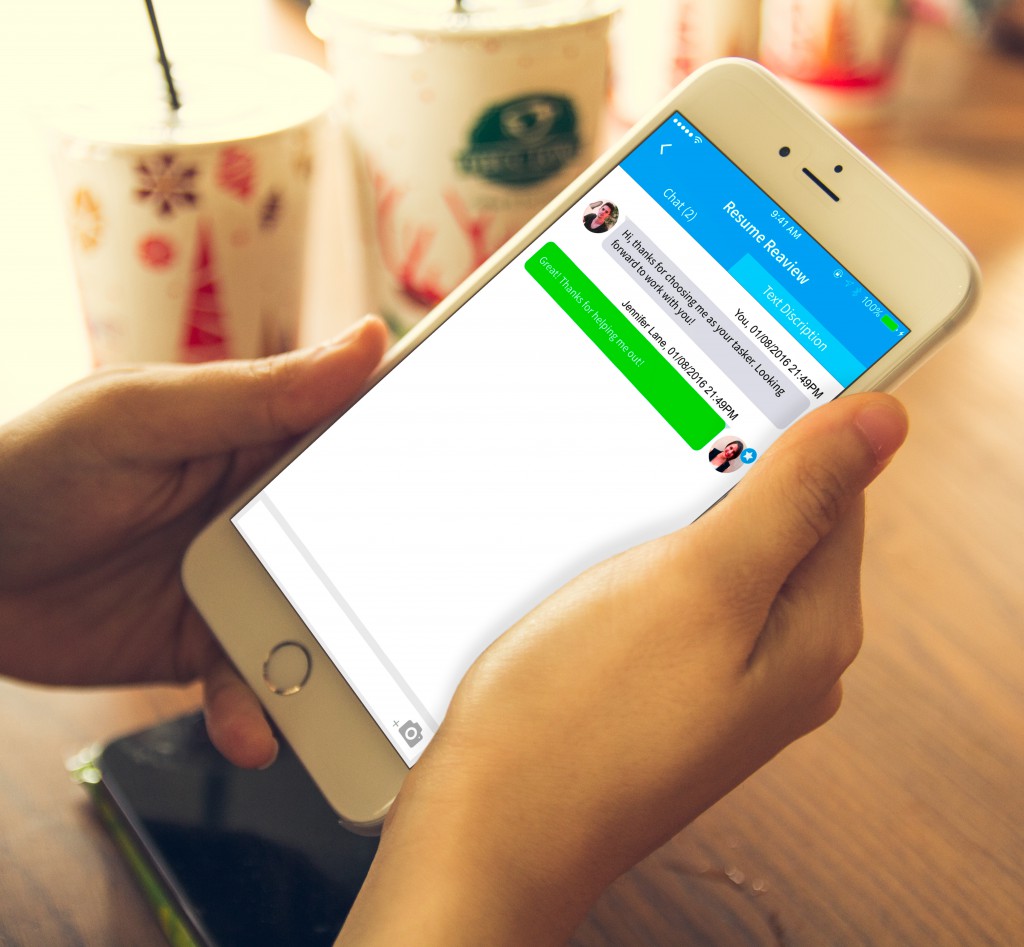 9:41 AM
100%
Resume Reaview
Chat (2)
Text Discription
You, 01/08/2016 21:49PM
Hi, thanks for choosing me as your tasker. Looking
forward to work with you!
Jennifer Lane, 01/08/2016 21:49PM
Great! Thanks for helping me out!